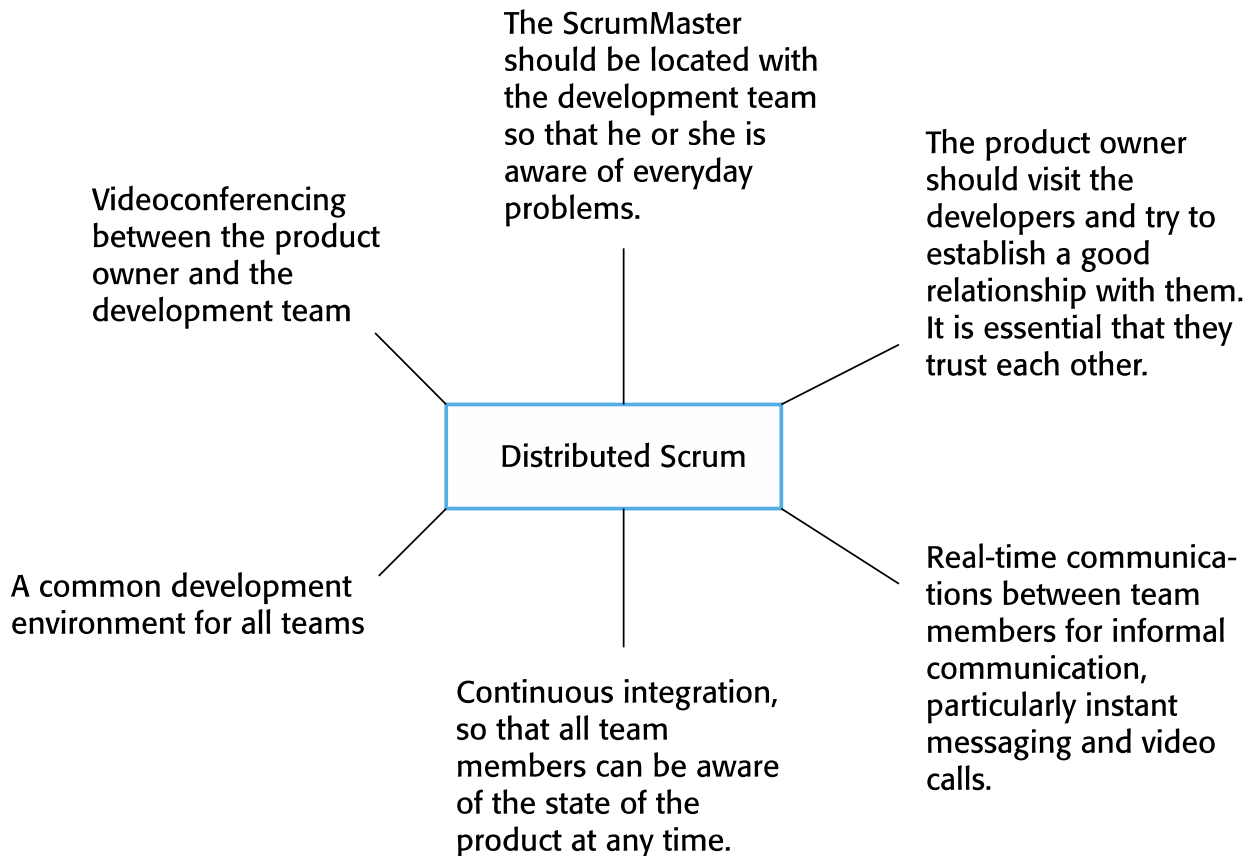 The ScrumMaster
should be located with
the development team
so that he or she is
aware of everyday
problems.
The product owner
should visit the
developers and try to
establish a good
relationship with them.
It is essential that they
trust each other.
Videoconferencing
between the product
owner and the
development team
Distributed Scrum
A common development
environment for all teams
Real-time communica-
tions between team
members for informal
communication,
particularly instant
messaging and video
calls.
Continuous integration,
so that all team
members can be aware
of the state of the
product at any time.